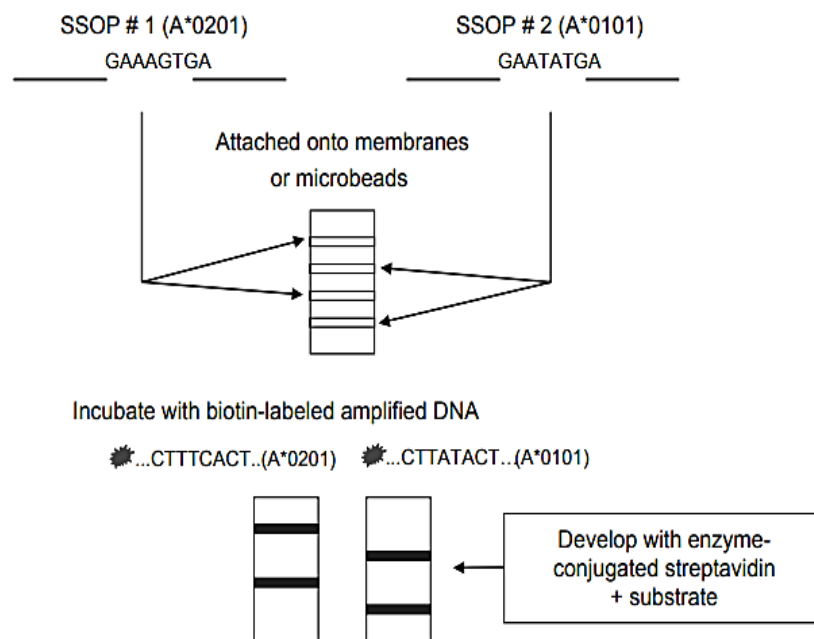 SSOP # 1 (A*0201)
GAAAGTGA
SSOP # 2 (A*0101)
GAATATGA
Attached onto membranes
or microbeads
Incubate with biotin-labeled amplified DNA
...CTTTCACT..(A*0201)
...CTTATACT...(A*0101)
Develop with enzyme-
conjugated streptavidin
+ substrate